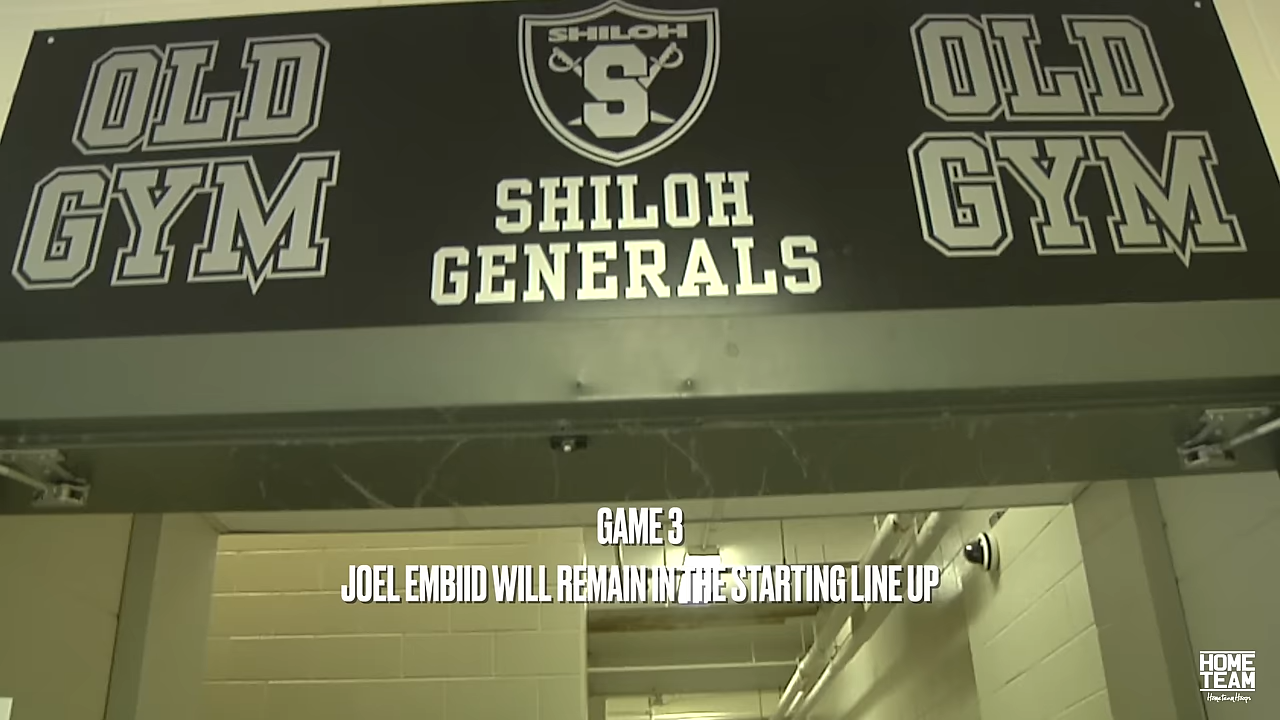 OLD
GYM
SHILOH
S
SHILOH
GENERALS
OLD
GYM
GAME 3
JOEL EMBIID WILL REMAIN IN THE STARTING LINE UP
HOME
TEAM